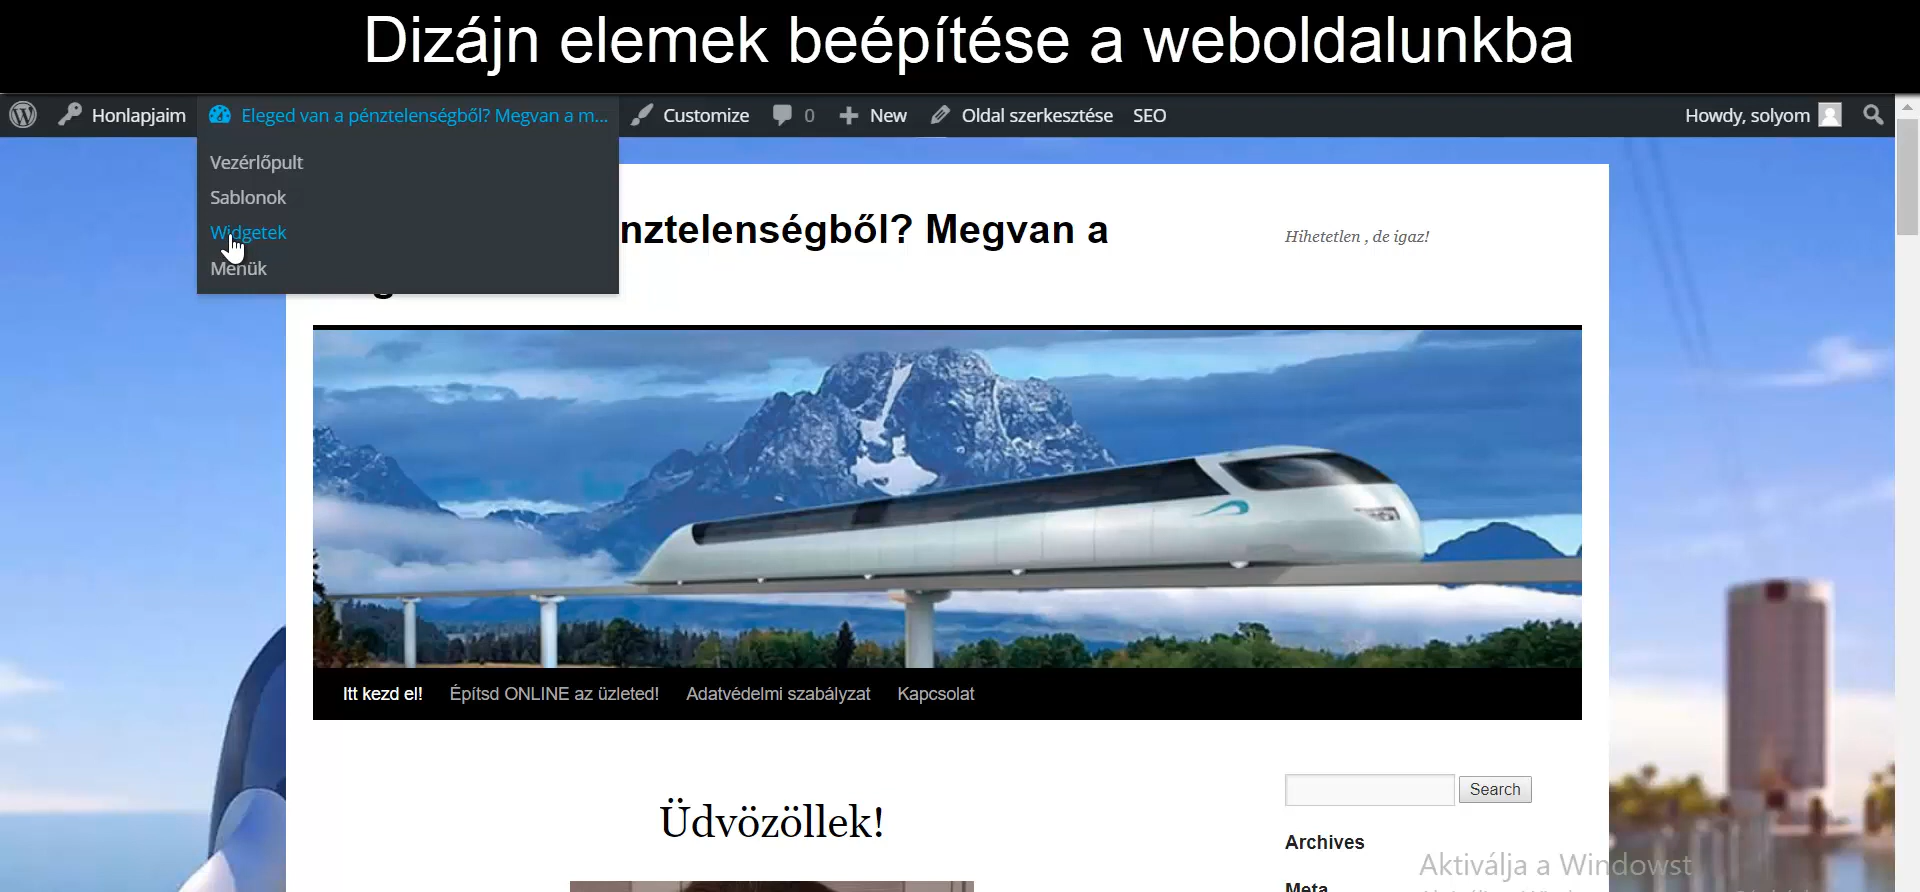 Dizájn elemek beépítése a weboldalunkba
Honlapjaim Eleged van a pénztelenségből? Megvan a m... Customize 0 New Oldal szerkesztése SEO Howdy, solyom
Vezérlőpult
Sablonok
Widgetek
Menük
nztelenségből? Megvan a
Hihetetlen , de igaz!
Itt kezd el! Építsd ONLINE az üzleted! Adatvédelmi szabályzat Kapcsolat
Üdvözöllek!
Search
Archives
Meta
Aktiválja a Windowst